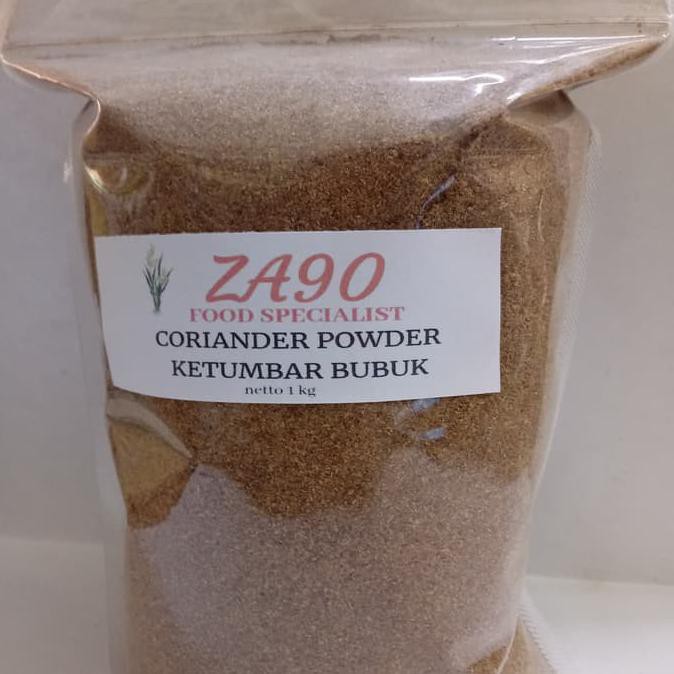 ZA90
FOOD SPECIALIST
CORIANDER POWDER
KETUMBAR BUBUK
netto 1 kg